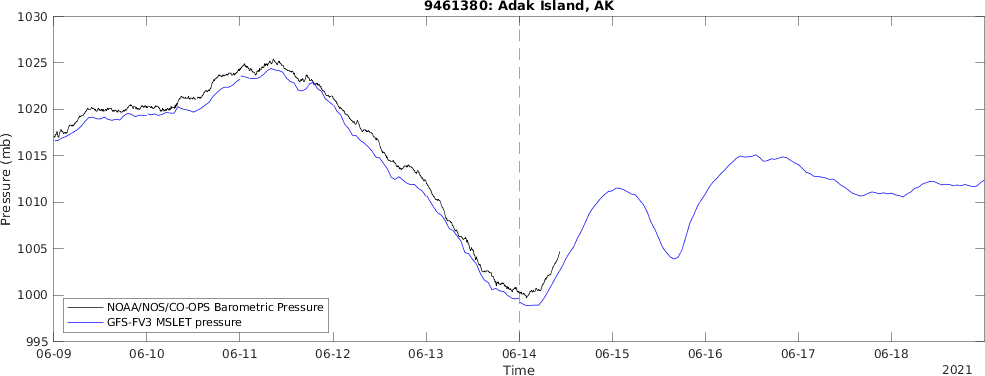 9461380: Adak Island, AK
1030
1025
1020
1015
1010
1005
1000
995
Pressure (mb)
NOAA/NOS/CO-OPS Barometric Pressure
GFS-FV3 MSLET pressure
06-09 06-10 06-11 06-12 06-13 06-14 06-15 06-16 06-17 06-18
Time
2021